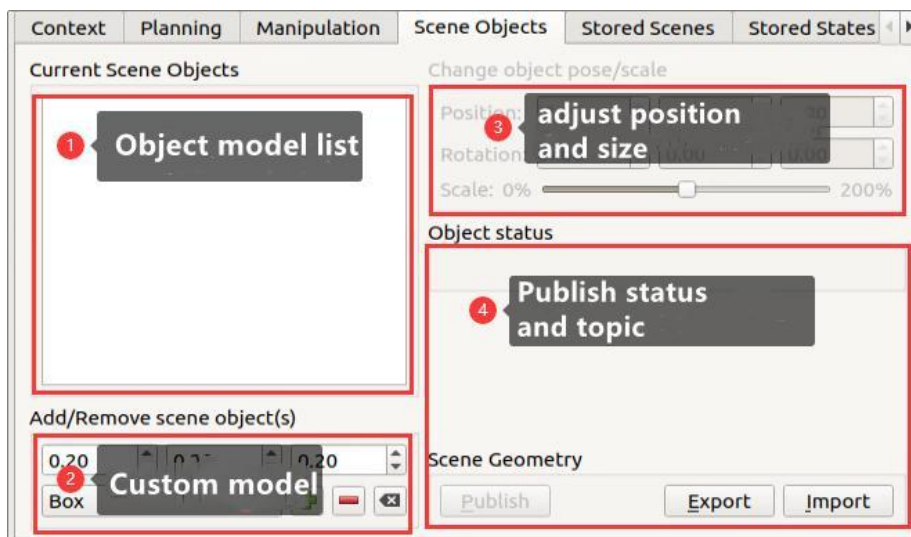 Context Planning Manipulation Scene Objects Stored Scenes Stored States
Current Scene Objects
1 Object model list
Change object pose/scale
Position:
Rotation:
3 adjust position
and size
0.00
Scale: 0% 200%
Object status
4 Publish status
and topic
Add/Remove scene object(s)
0.20 0.20
2 Custom model
Box
Scene Geometry
Publish Export Import